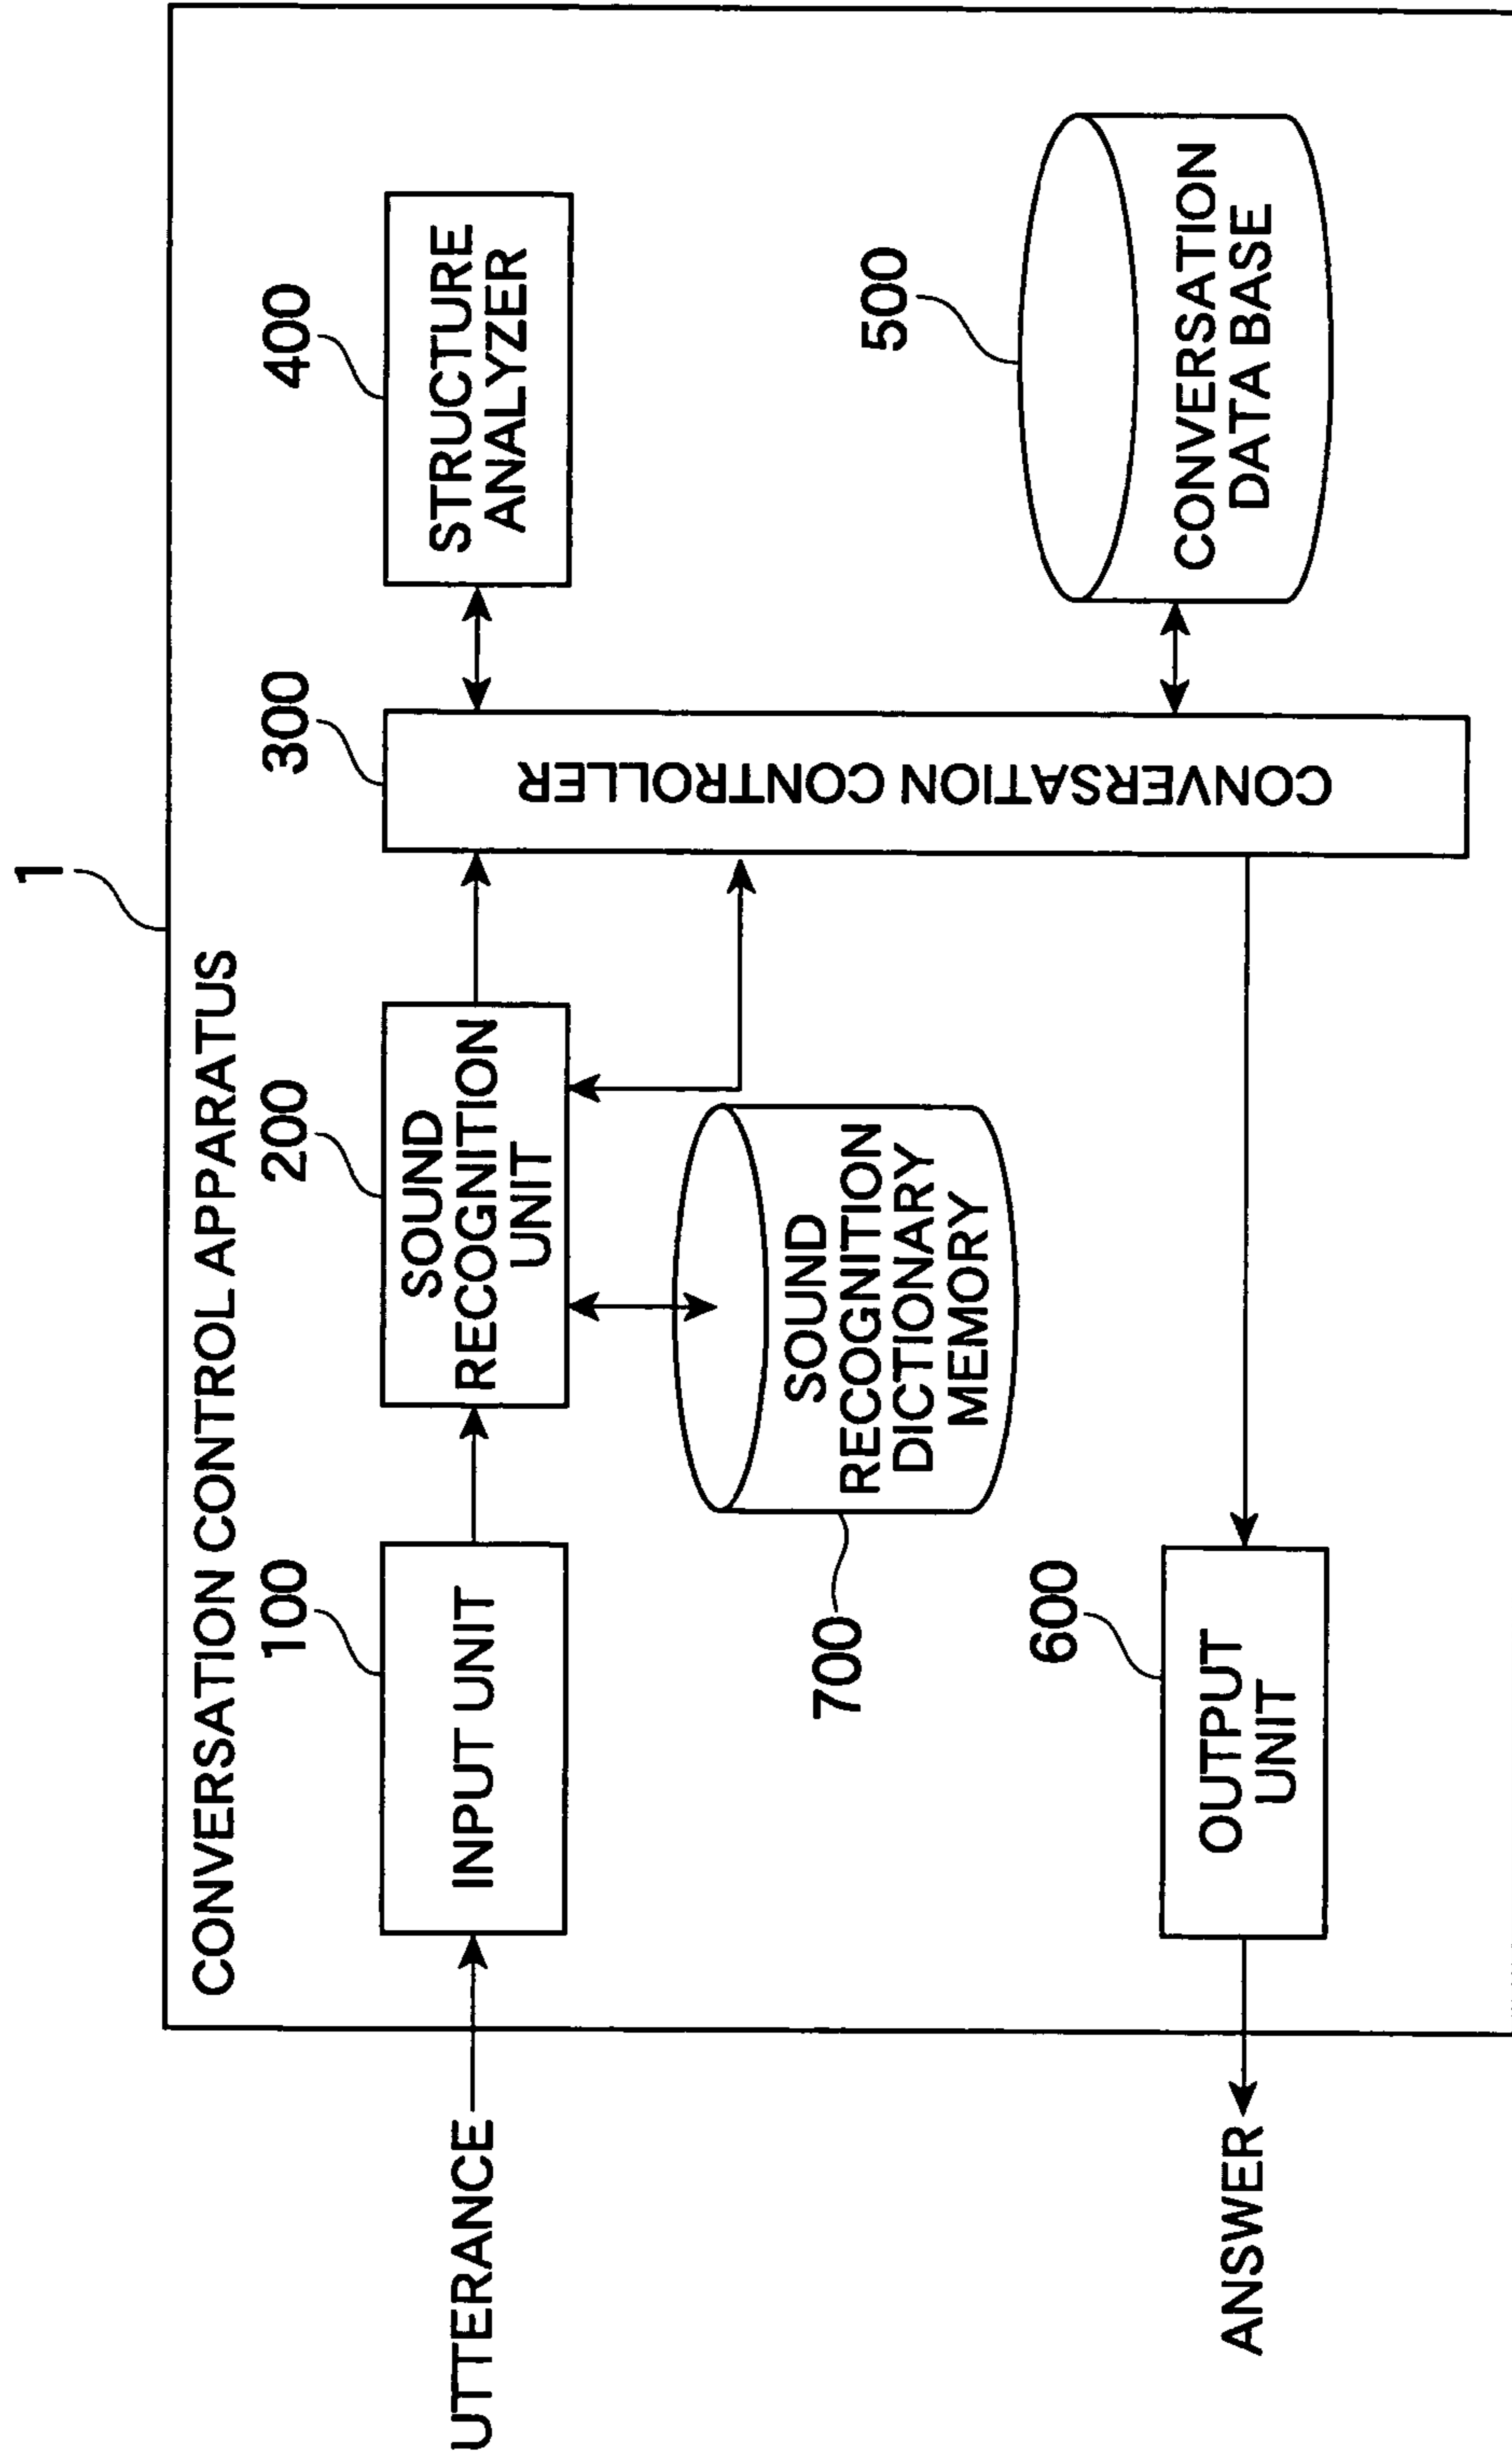 1
CONVERSATION CONTROL APPARATUS
100
200
300
400
UTTERANCE
INPUT UNIT
SOUND
RECOGNITION
UNIT
CONVERSATION CONTROLLER
STRUCTURE
ANALYZER
700
SOUND
RECOGNITION
DICTIONARY
MEMORY
500
CONVERSATION
DATA BASE
600
OUTPUT
UNIT
ANSWER